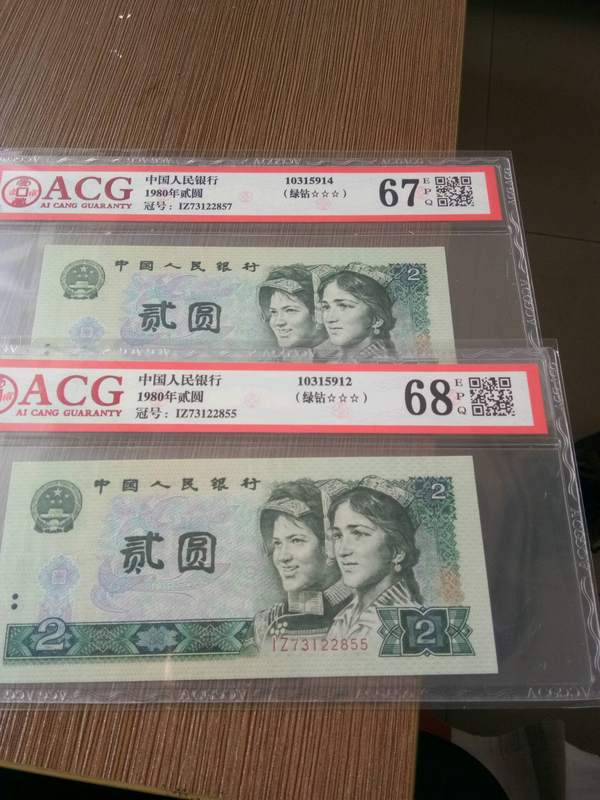 ACG
AI CANG GUARANTY
中国人民银行
1980年贰圆
冠号：IZ73122857
10315914
（绿钻☆☆☆）
67
E
P
Q
中国人民银行
2
贰圆
ACG
AI CANG GUARANTY
中国人民银行
1980年贰圆
冠号：IZ73122855
10315912
（绿钻☆☆☆）
68
E
P
Q
中国人民银行
2
贰圆
IZ73122855
2
2